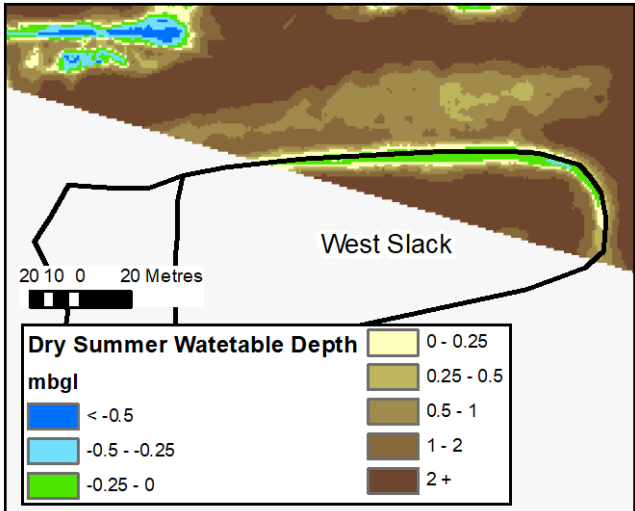 West Slack
20 10 0 20 Metres
Dry Summer Watetable Depth
mbgl
< -0.5
-0.5 - -0.25
-0.25 - 0
0 - 0.25
0.25 - 0.5
0.5 - 1
1 - 2
2 +